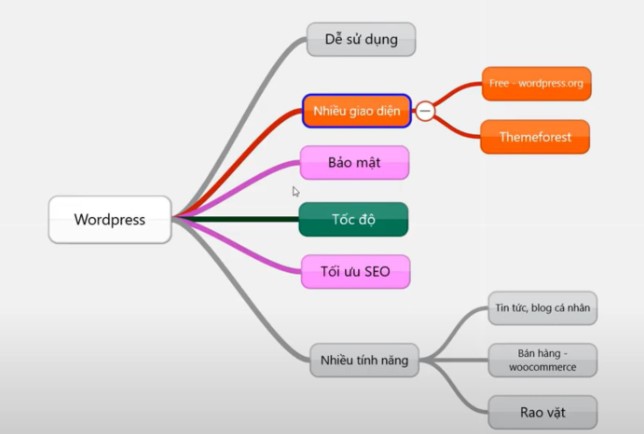 Wordpress
Dễ sử dụng
Nhiều giao diện
Free - wordpress.org
Themeforest
Bảo mật
Tốc độ
Tối ưu SEO
Nhiều tính năng
Tin tức, blog cá nhân
Bán hàng -
woocommerce
Rao vặt